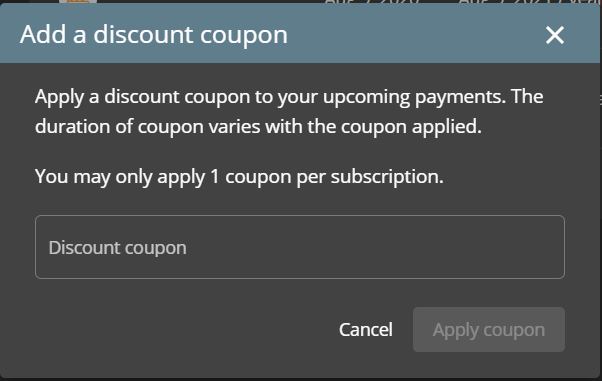 Add a discount coupon
Apply a discount coupon to your upcoming payments. The
duration of coupon varies with the coupon applied.
You may only apply 1 coupon per subscription.
Discount coupon
Cancel
Apply coupon